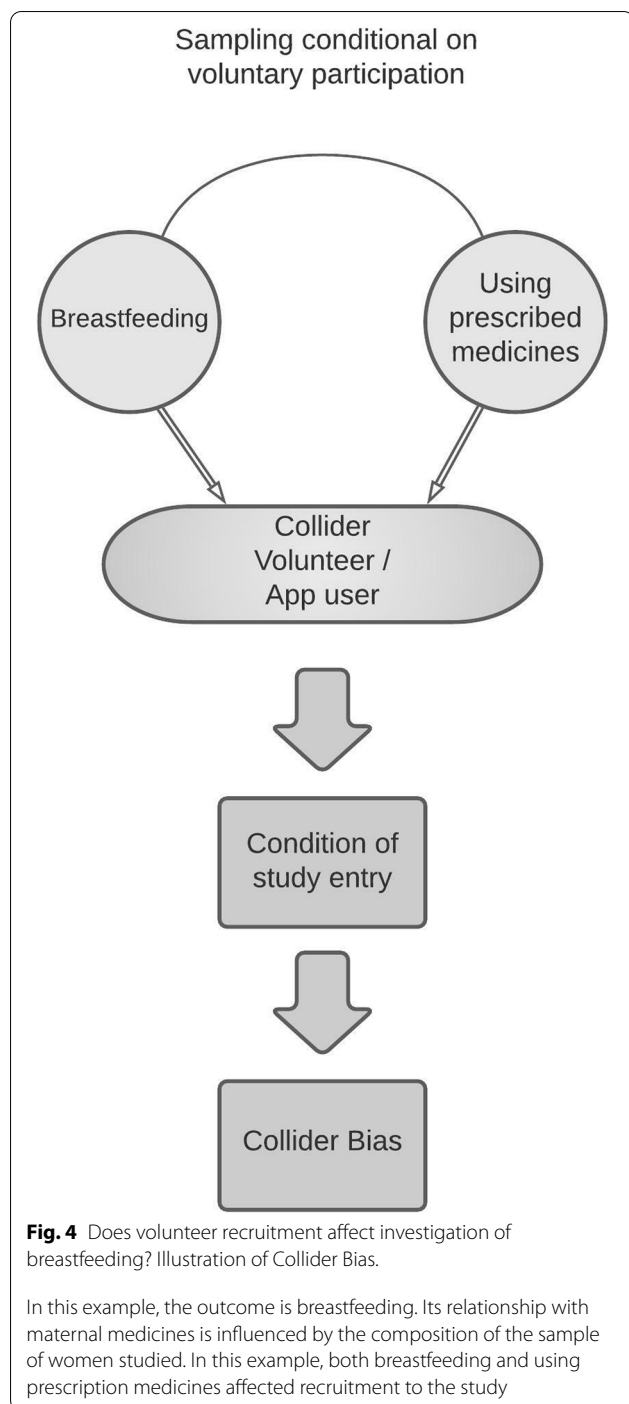 Sampling conditional on
voluntary participation
Breastfeeding
Using
prescribed
medicines
Collider
Volunteer /
App user
Condition of
study entry
Collider Bias
Fig. 4 Does volunteer recruitment affect investigation of
breastfeeding? Illustration of Collider Bias.
In this example, the outcome is breastfeeding. Its relationship with
maternal medicines is influenced by the composition of the sample
of women studied. In this example, both breastfeeding and using
prescription medicines affected recruitment to the study